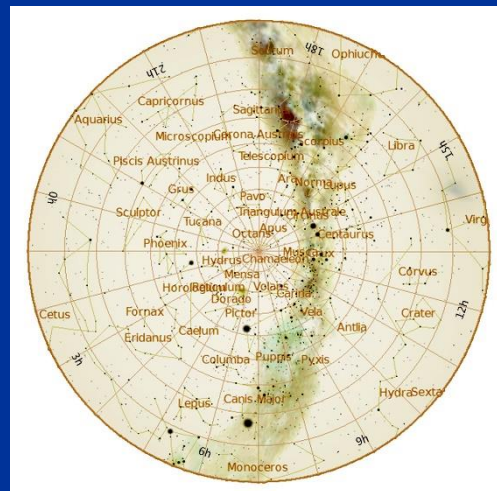 Scutum
18h
Ophiuchus
21h
Capricornus
Sagittarius
Aquarius
Microscopium
Corona Australis
Scorpius
Libra
15h
Piscis Austrinus
Telescopium
Indus
Ara
Norma
Lupus
Grus
0h
Pavo
Sculptor
Triangulum Australe
Circinus
Virgo
Tucana
Apus
Octans
Centaurus
Phoenix
Musca
Crux
Hydrus
Chamaeleon
Mensa
Corvus
Horologium
Reticulum
Volans
Carina
Dorado
Cetus
Fornax
Pictor
Vela
Crater
12h
Eridanus
Caelum
Antlia
3h
Columba
Puppis
Pyxis
Lepus
Canis Major
Hydra
Sextans
6h
9h
Monoceros